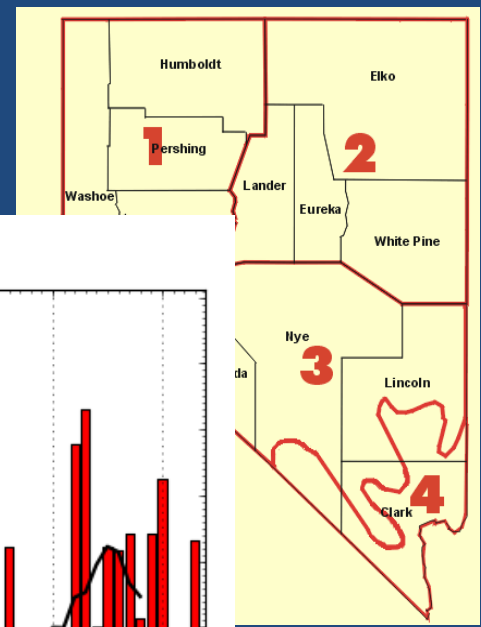 Humboldt
Elko
1
Pershing
2
Lander
Washoe
Eureka
White Pine
Nye
3
da
Lincoln
4
Clark